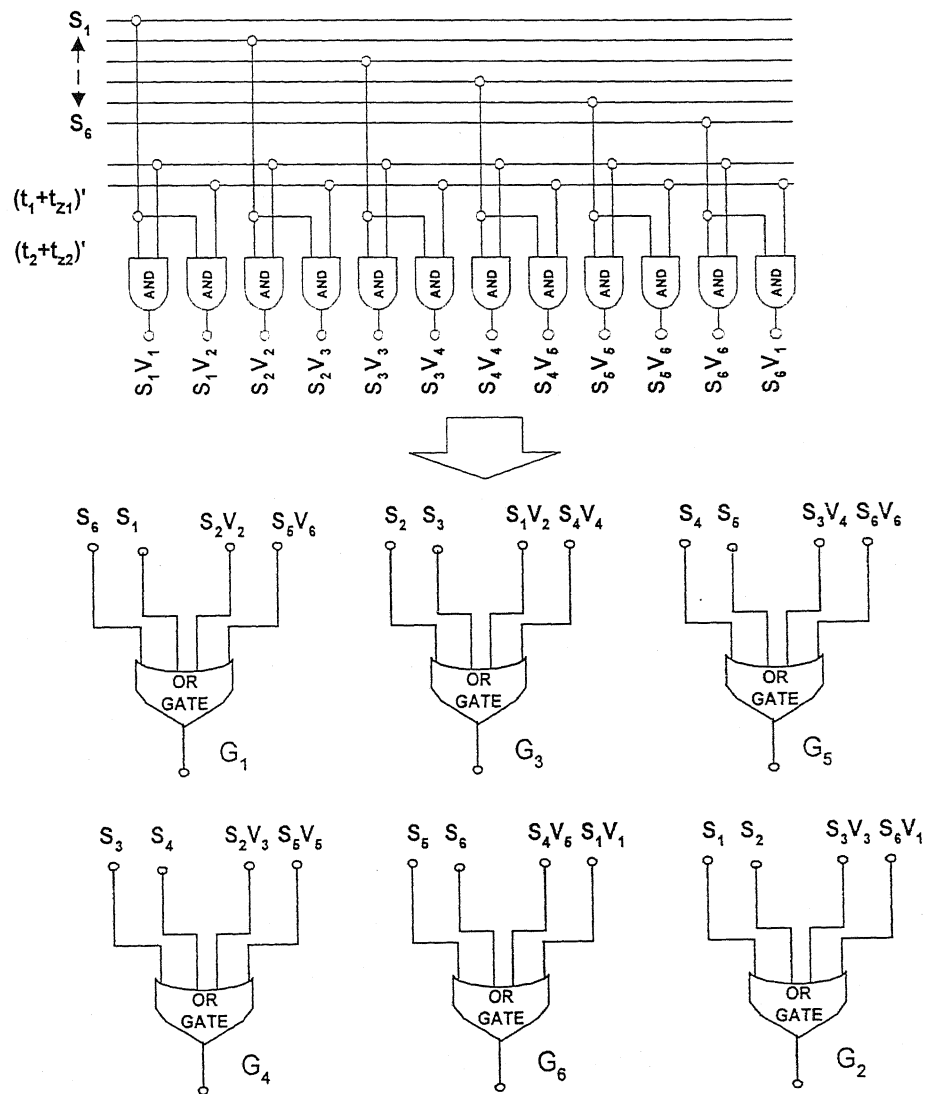 S1
S6
(t1+tZ1)'
(t2+tz2)'
AND AND AND AND AND AND AND AND AND AND AND AND
S1V1 S1V2 S2V2 S2V3 S3V3 S3V4 S4V4 S4V5 S5V5 S5V6 S6V6 S6V1
S6 S1 S2V2 S5V6
OR
GATE
G1
S2 S3 S1V2 S4V4
OR
GATE
G3
S4 S5 S3V4 S6V6
OR
GATE
G5
S3 S4 S2V3 S5V5
OR
GATE
G4
S5 S6 S4V5 S1V1
OR
GATE
G6
S1 S2 S3V3 S6V1
OR
GATE
G2